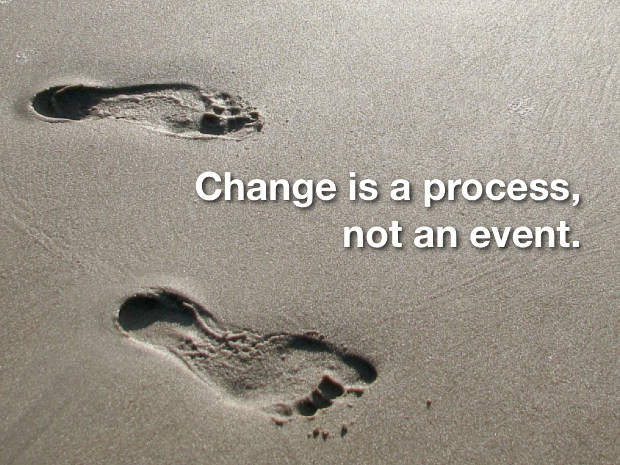 Change is a process,
not an event.